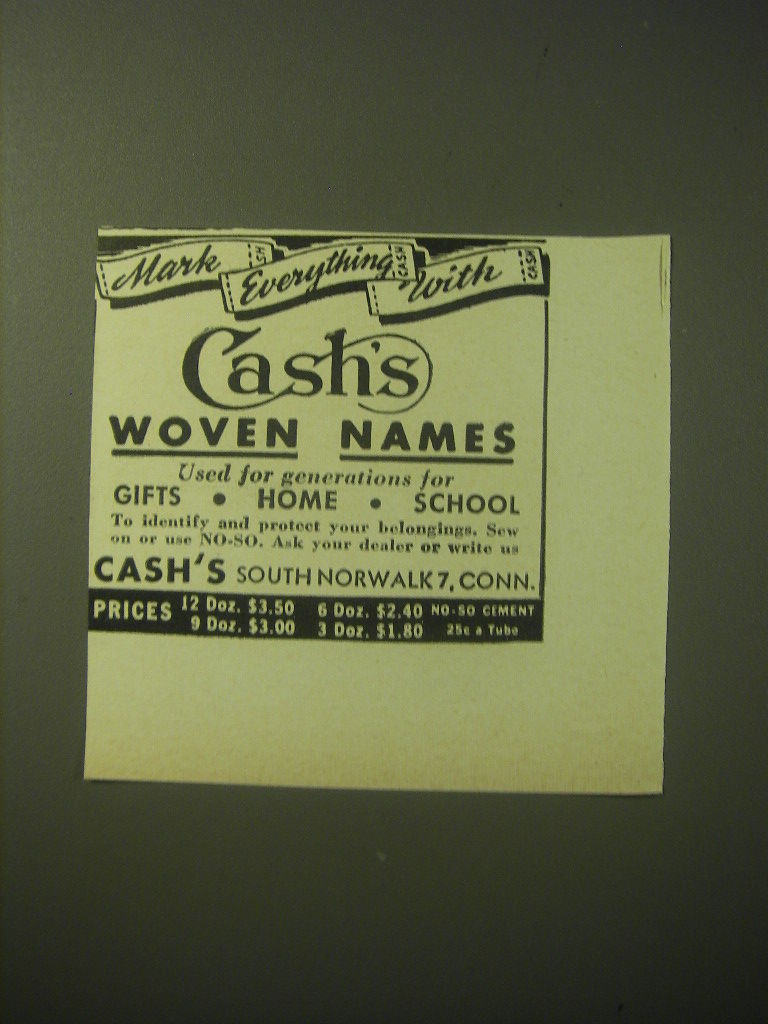 Mark Everything With
SH CASH CASH
Cash's
WOVEN NAMES
Used for generations for
GIFTS • HOME • SCHOOL
To identify and protect your belongings. Sew
on or use NO-SO. Ask your dealer or write us
CASH'S SOUTH NORWALK 7, CONN.
PRICES 12 Doz. $3.50 6 Doz. $2.40 NO-SO CEMENT
9 Doz. $3.00 3 Doz. $1.80 25c a Tube